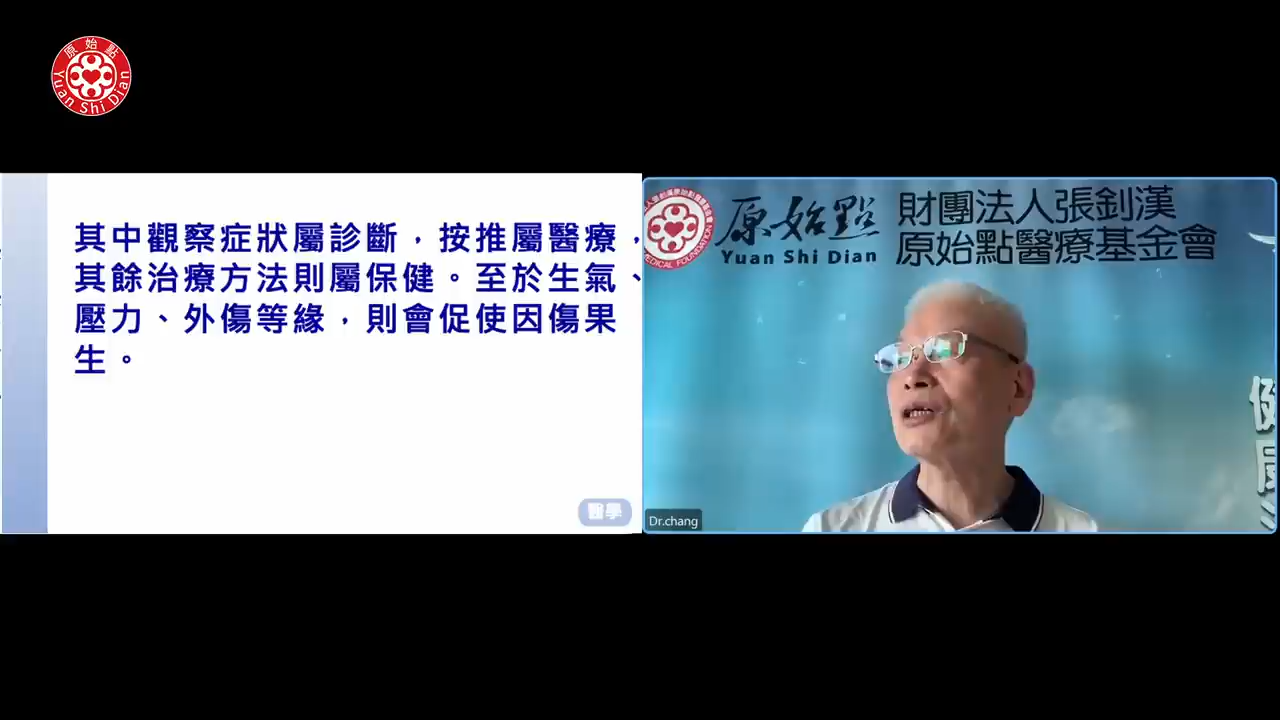 原始點
Yuan Shi Dian
其中觀察症狀屬診斷，按推屬醫療，
其餘治療方法則屬保健。至於生氣、
壓力、外傷等緣，則會促使因傷果
生。
醫學
原始點
Yuan Shi Dian
財團法人張釗漢
原始點醫療基金會
MEDICAL FOUNDATION
Dr.chang